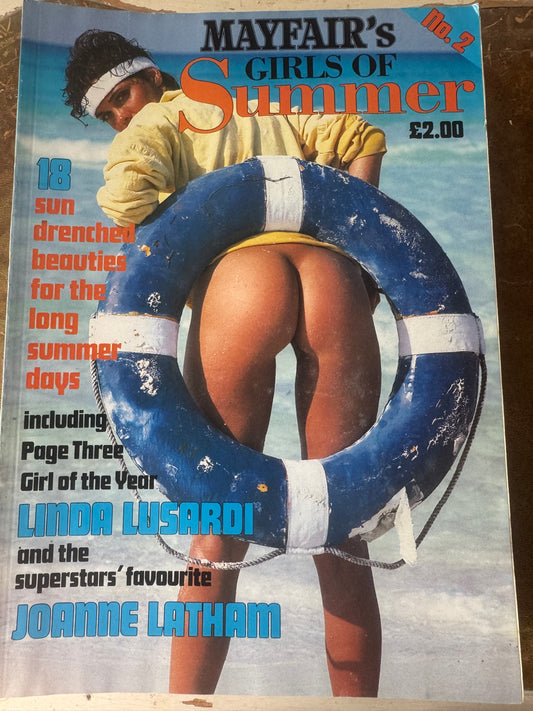 No. 2
MAYFAIR's
GIRLS OF
Summer
£2.00
18
sun
drenched
beauties
for the
long
summer
days
including
Page Three
Girl of the Year
LINDA LUSARDI
and the
superstars' favourite
JOANNE LATHAM